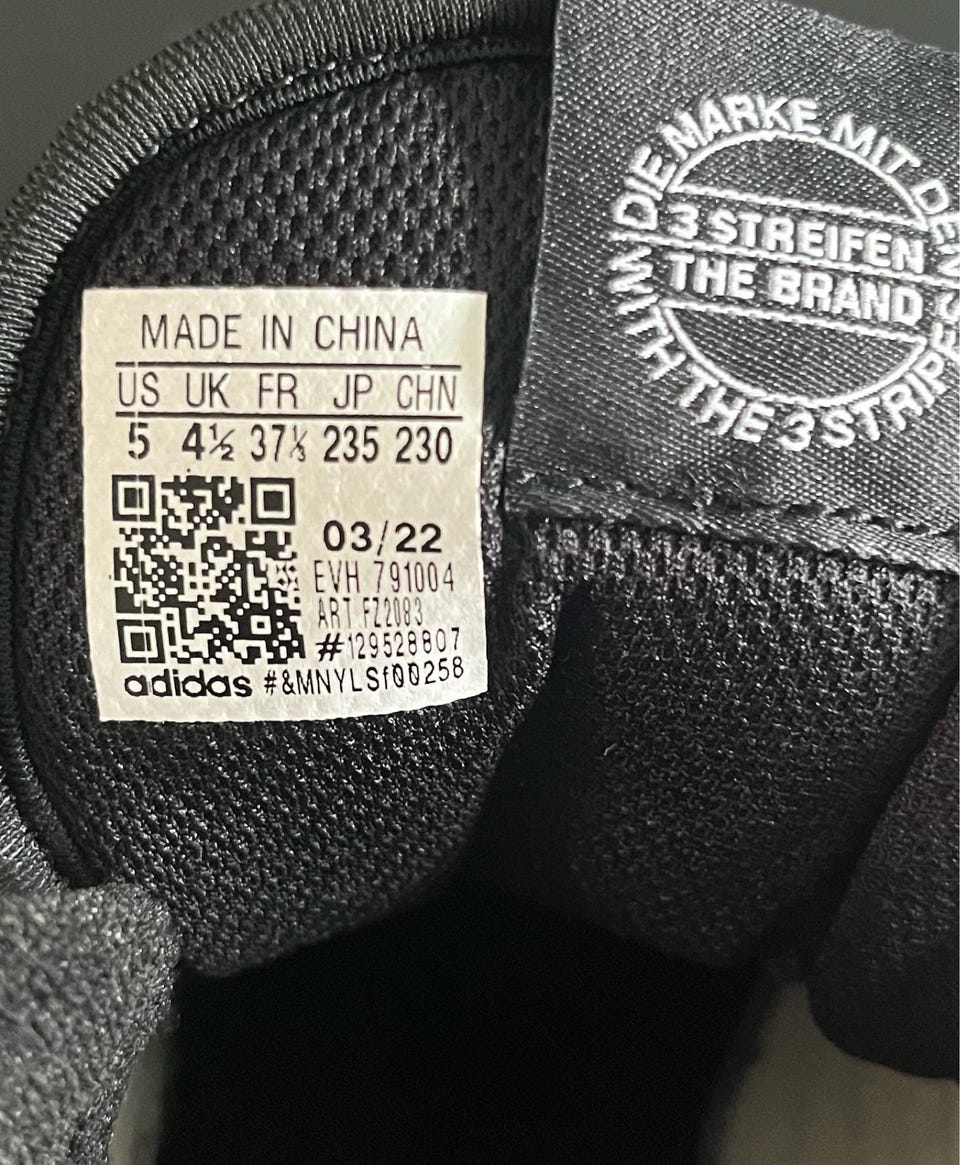 MADE IN CHINA
US UK FR JP CHN
5 4½ 37⅓ 235 230
03/22
EVH 791004
ART FZ2083
#129528807
adidas #&MNYLSf00258
DIE MARKE MIT DEN
3 STREIFEN
THE BRAND
WITH THE 3 STRIPE